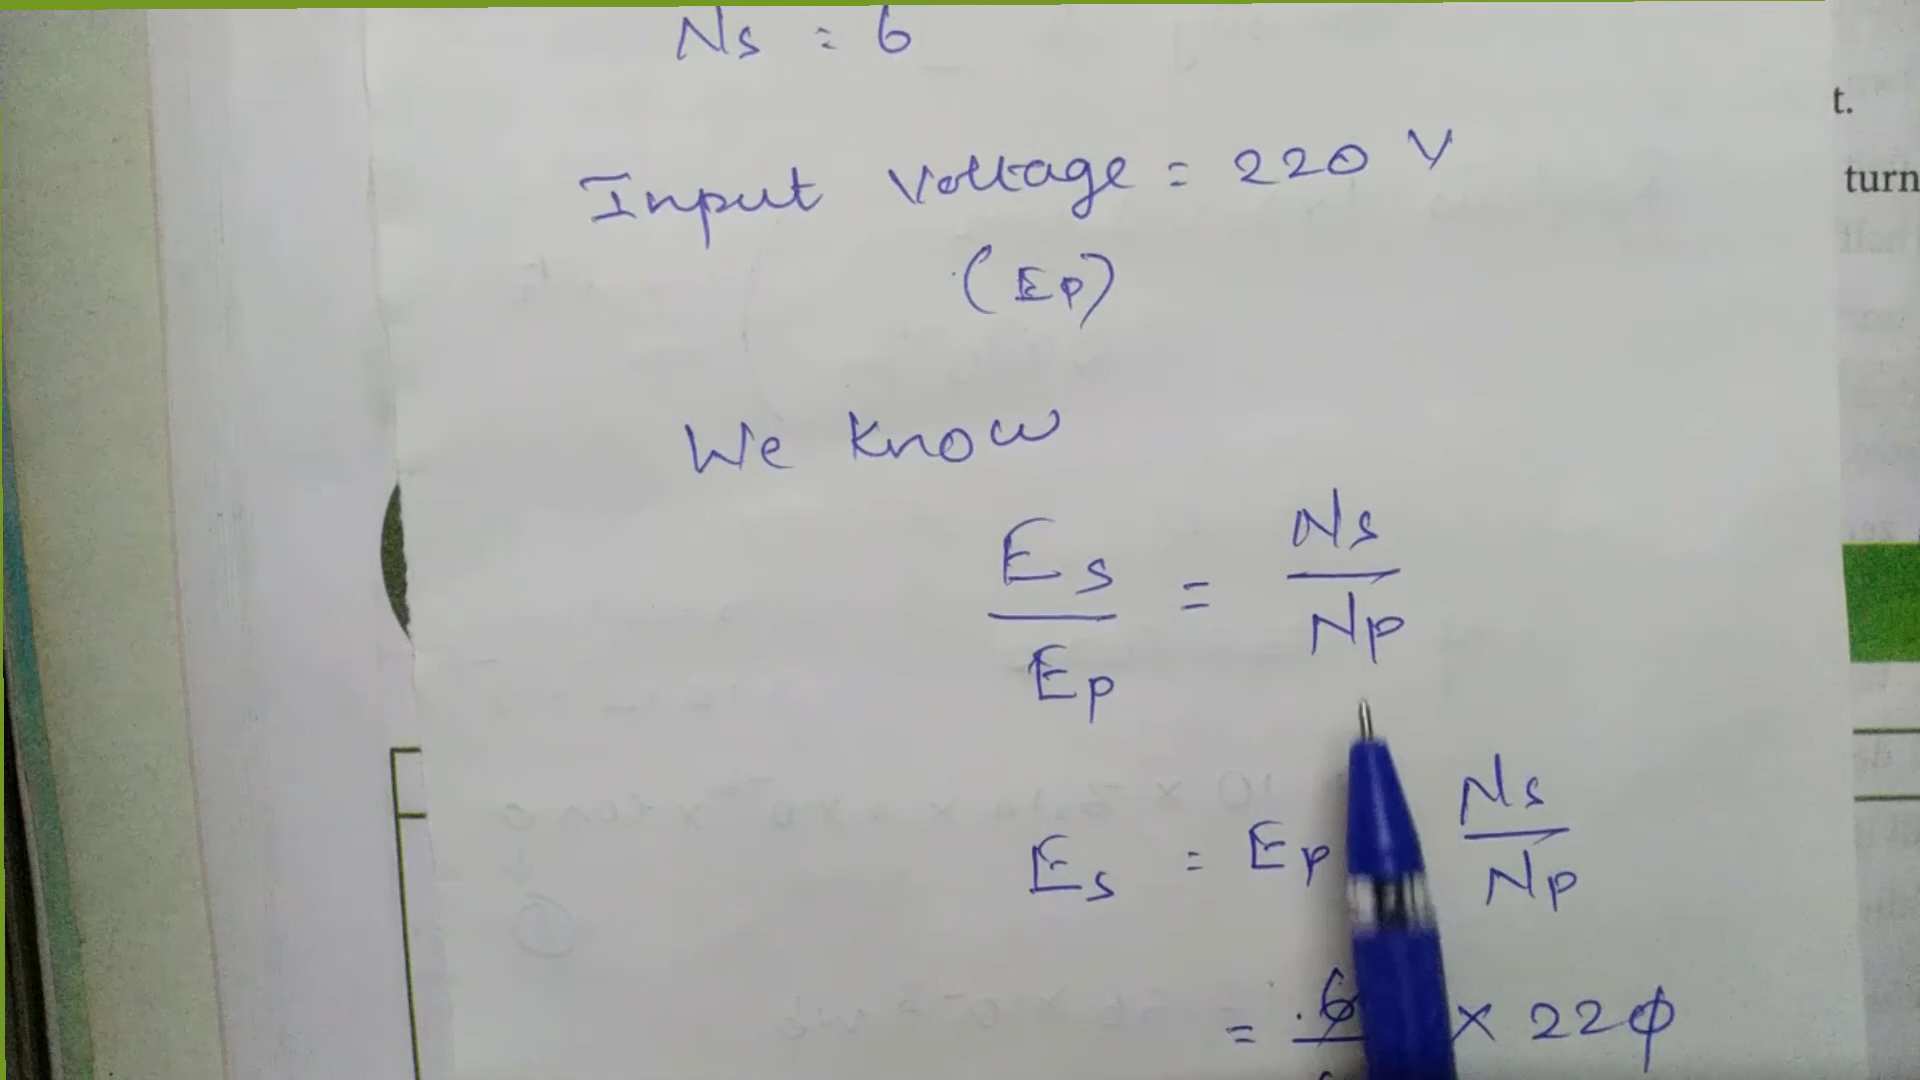 Ns = 6
t.
Input Voltage = 220 V
turn
(Ep)
We know
Es/Ep = Ns/Np
Es = Ep Ns/Np
= 6 × 220